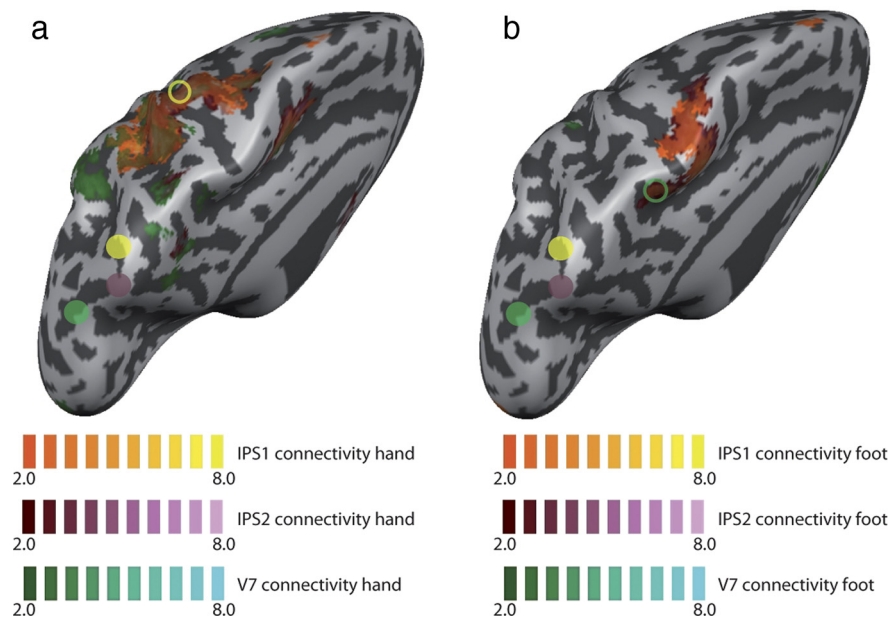 a
b
IPS1 connectivity hand
2.0 8.0
IPS2 connectivity hand
2.0 8.0
V7 connectivity hand
2.0 8.0
IPS1 connectivity foot
2.0 8.0
IPS2 connectivity foot
2.0 8.0
V7 connectivity foot
2.0 8.0